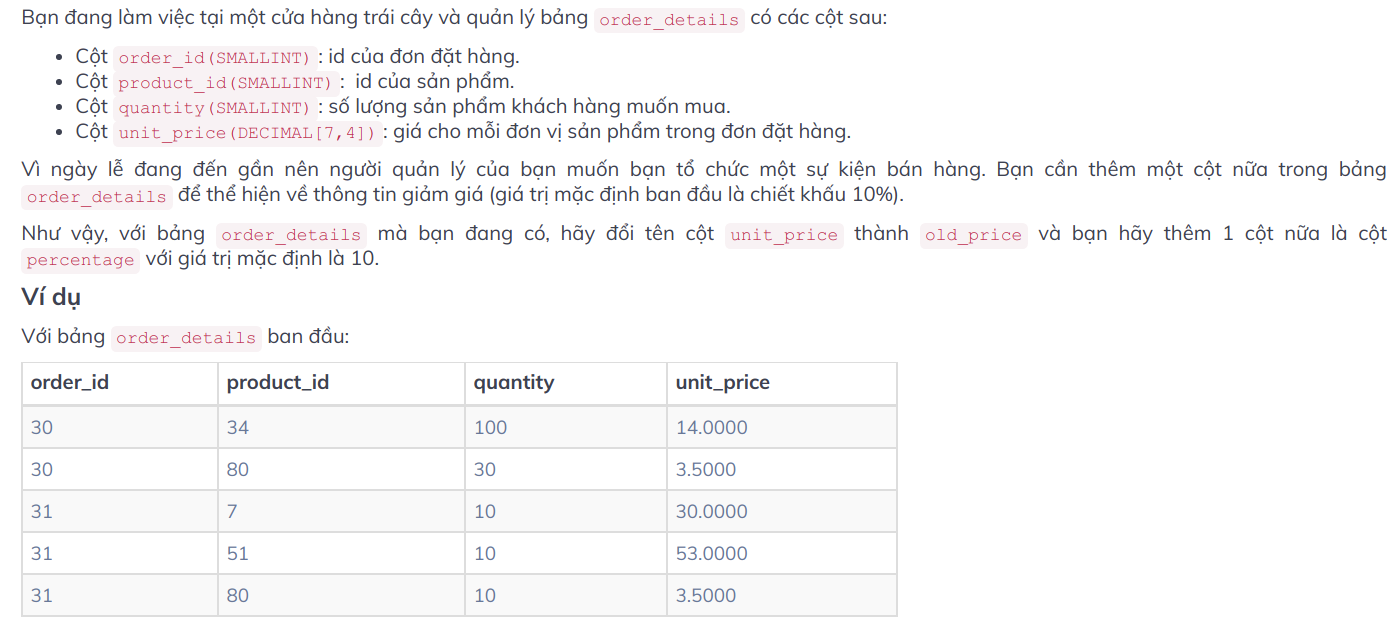 Bạn đang làm việc tại một cửa hàng trái cây và quản lý bảng order_details có các cột sau:
• Cột order_id(SMALLINT) : id của đơn đặt hàng.
• Cột product_id(SMALLINT) : id của sản phẩm.
• Cột quantity(SMALLINT) : số lượng sản phẩm khách hàng muốn mua.
• Cột unit_price(DECIMAL[7,4]) : giá cho mỗi đơn vị sản phẩm trong đơn đặt hàng.
Vì ngày lễ đang đến gần nên người quản lý của bạn muốn bạn tổ chức một sự kiện bán hàng. Bạn cần thêm một cột nữa trong bảng
order_details để thể hiện về thông tin giảm giá (giá trị mặc định ban đầu là chiết khấu 10%).
Như vậy, với bảng order_details mà bạn đang có, hãy đổi tên cột unit_price thành old_price và bạn hãy thêm 1 cột nữa là cột
percentage với giá trị mặc định là 10.
Ví dụ
Với bảng order_details ban đầu:
order_id product_id quantity unit_price
30 34 100 14.0000
30 80 30 3.5000
31 7 10 30.0000
31 51 10 53.0000
31 80 10 3.5000